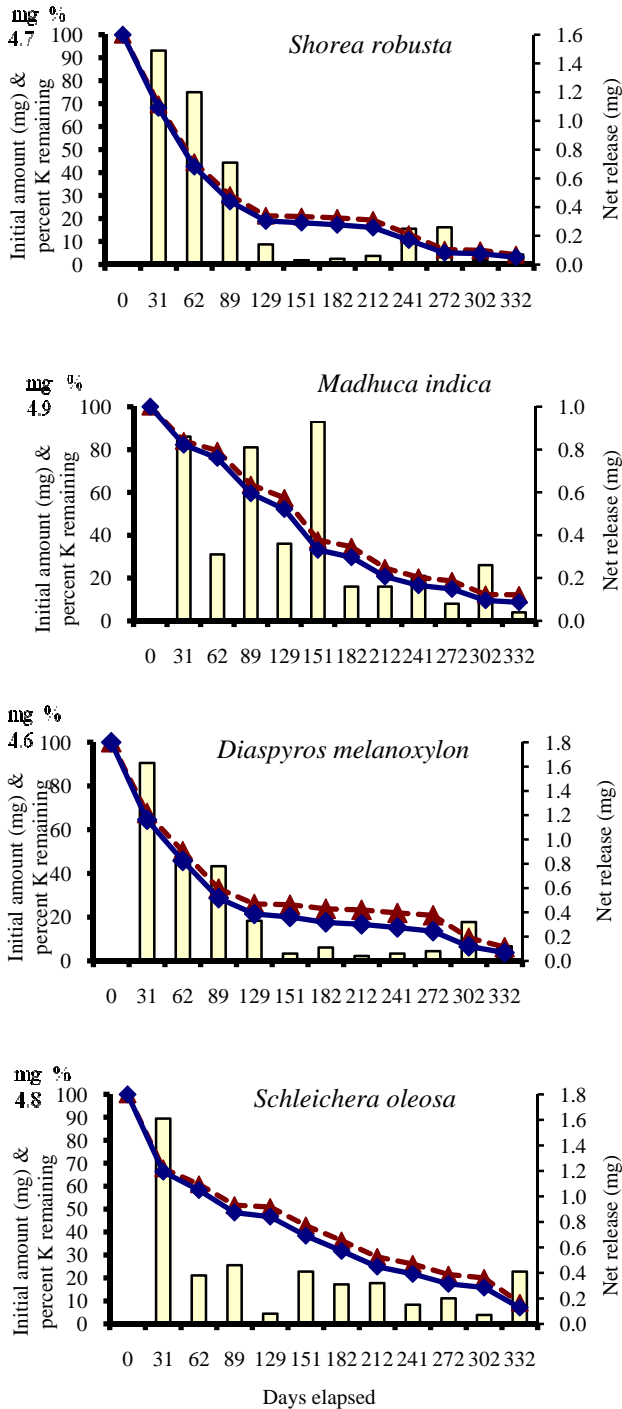 mg %
4.7
Shorea robusta
Initial amount (mg) &
percent K remaining
100
90
80
70
60
50
40
30
20
10
0
1.6
1.4
1.2
1.0
0.8
0.6
0.4
0.2
0.0
Net release (mg)
0 31 62 89 129 151 182 212 241 272 302 332
mg %
4.9
Madhuca indica
Initial amount (mg) &
percent K remaining
100
80
60
40
20
0
1.0
0.8
0.6
0.4
0.2
0.0
Net release (mg)
0 31 62 89 129 151 182 212 241 272 302 332
mg %
4.6
Diaspyros melanoxylon
Initial amount (mg) &
percent K remaining
100
80
60
40
20
0
1.8
1.6
1.4
1.2
1.0
0.8
0.6
0.4
0.2
0.0
Net release (mg)
0 31 62 89 129 151 182 212 241 272 302 332
mg %
4.8
Schleichera oleosa
Initial amount (mg) &
percent K remaining
100
90
80
70
60
50
40
30
20
10
0
1.8
1.6
1.4
1.2
1.0
0.8
0.6
0.4
0.2
0.0
Net release (mg)
0 31 62 89 129 151 182 212 241 272 302 332
Days elapsed